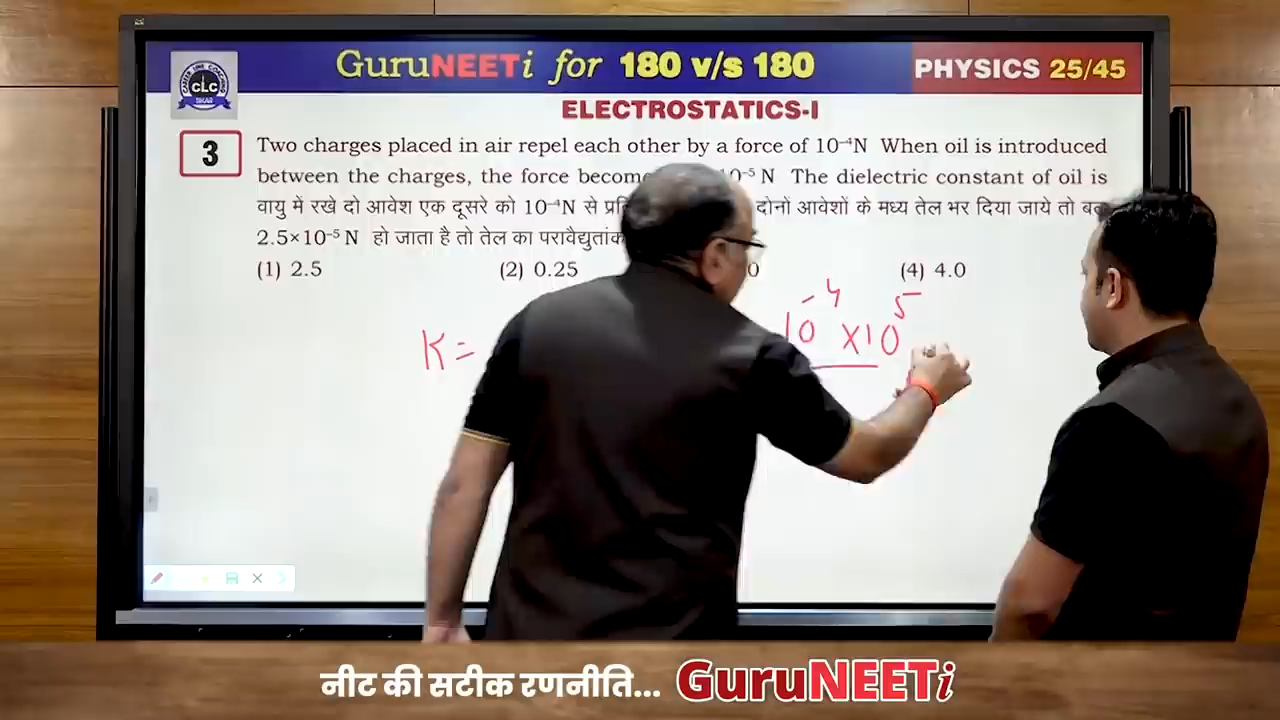 GuruNEETi for 180 v/s 180
PHYSICS 25/45
CLC
SIKAR
ELECTROSTATICS-I
3
Two charges placed in air repel each other by a force of 10⁻⁴N When oil is introduced
between the charges, the force 10⁻⁵ N The dielectric constant of oil is
वायु में रखे दो आवेश एक दूसरे को 10⁻⁴N से दोनों आवेशों के मध्य तेल भर दिया जाये तो
2.5×10⁻⁵ N हो जाता है तो तेल का
(1) 2.5 (2) 0.25 (4) 4.0
K= 10⁻⁴ x10⁵
नीट की सटीक रणनीति... GuruNEETi